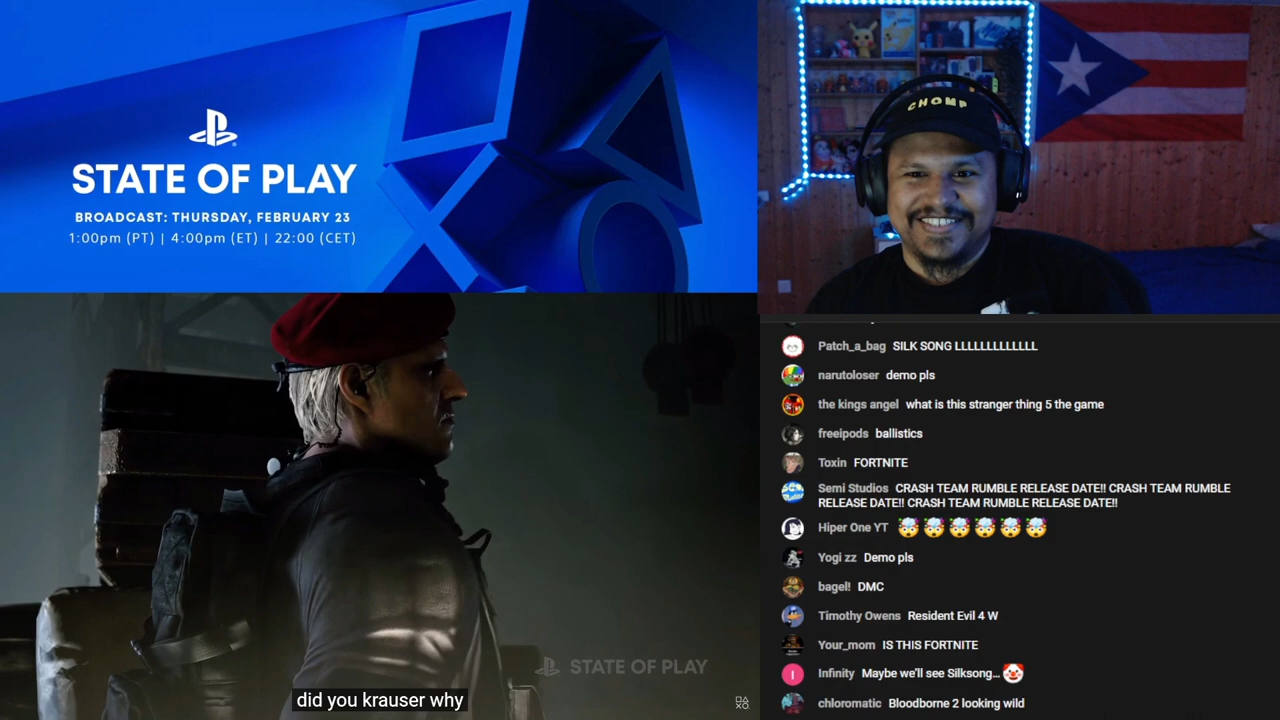 STATE OF PLAY
BROADCAST: THURSDAY, FEBRUARY 23
1:00pm (PT) | 4:00pm (ET) | 22:00 (CET)
CHOMP
STATE OF PLAY
did you krauser why
Patch_a_bag SILK SONG LLLLLLLLLLLLL
narutoloser demo pls
the kings angel what is this stranger thing 5 the game
freeipods ballistics
Toxin FORTNITE
Semi Studios CRASH TEAM RUMBLE RELEASE DATE!! CRASH TEAM RUMBLE
RELEASE DATE!! CRASH TEAM RUMBLE RELEASE DATE!!
Hiper One YT 🤯🤯🤯🤯🤯🤯
Yogi zz Demo pls
bagel! DMC
Timothy Owens Resident Evil 4 W
Your_mom IS THIS FORTNITE
I
Infinity Maybe we'll see Silksong... 🤡
chloromatic Bloodborne 2 looking wild